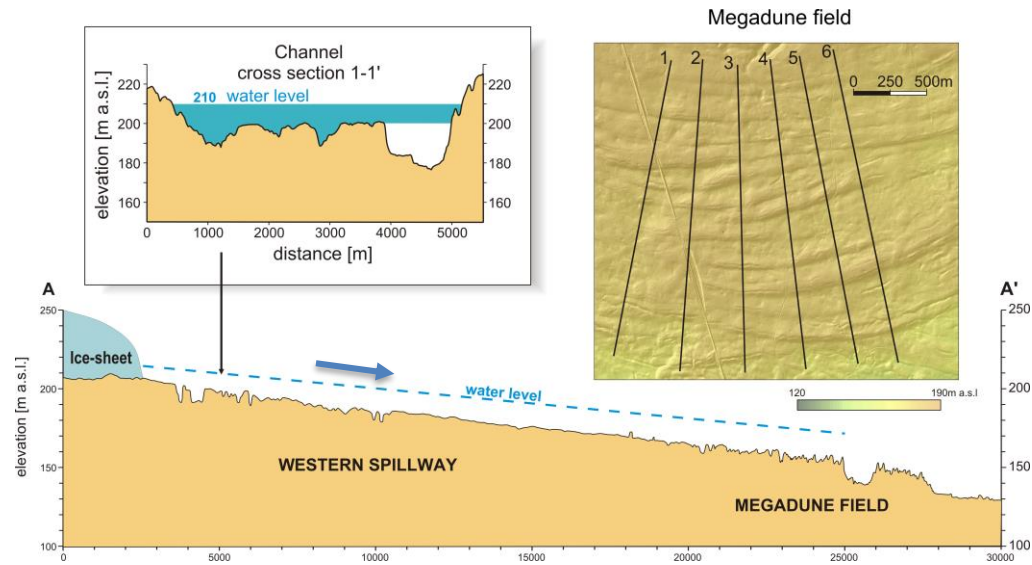 Channel
cross section 1-1'
elevation [m a.s.l.]
220
200
180
160
210 water level
220
200
180
160
0
1000
2000
3000
4000
5000
distance [m]
Megadune field
1
2
3
4
5
6
0 250 500m
120
190m a.s.l
A
A'
elevation [m a.s.l.]
250
200
150
100
Ice-sheet
water level
WESTERN SPILLWAY
MEGADUNE FIELD
250
200
150
100
0
5000
10000
15000
20000
25000
30000